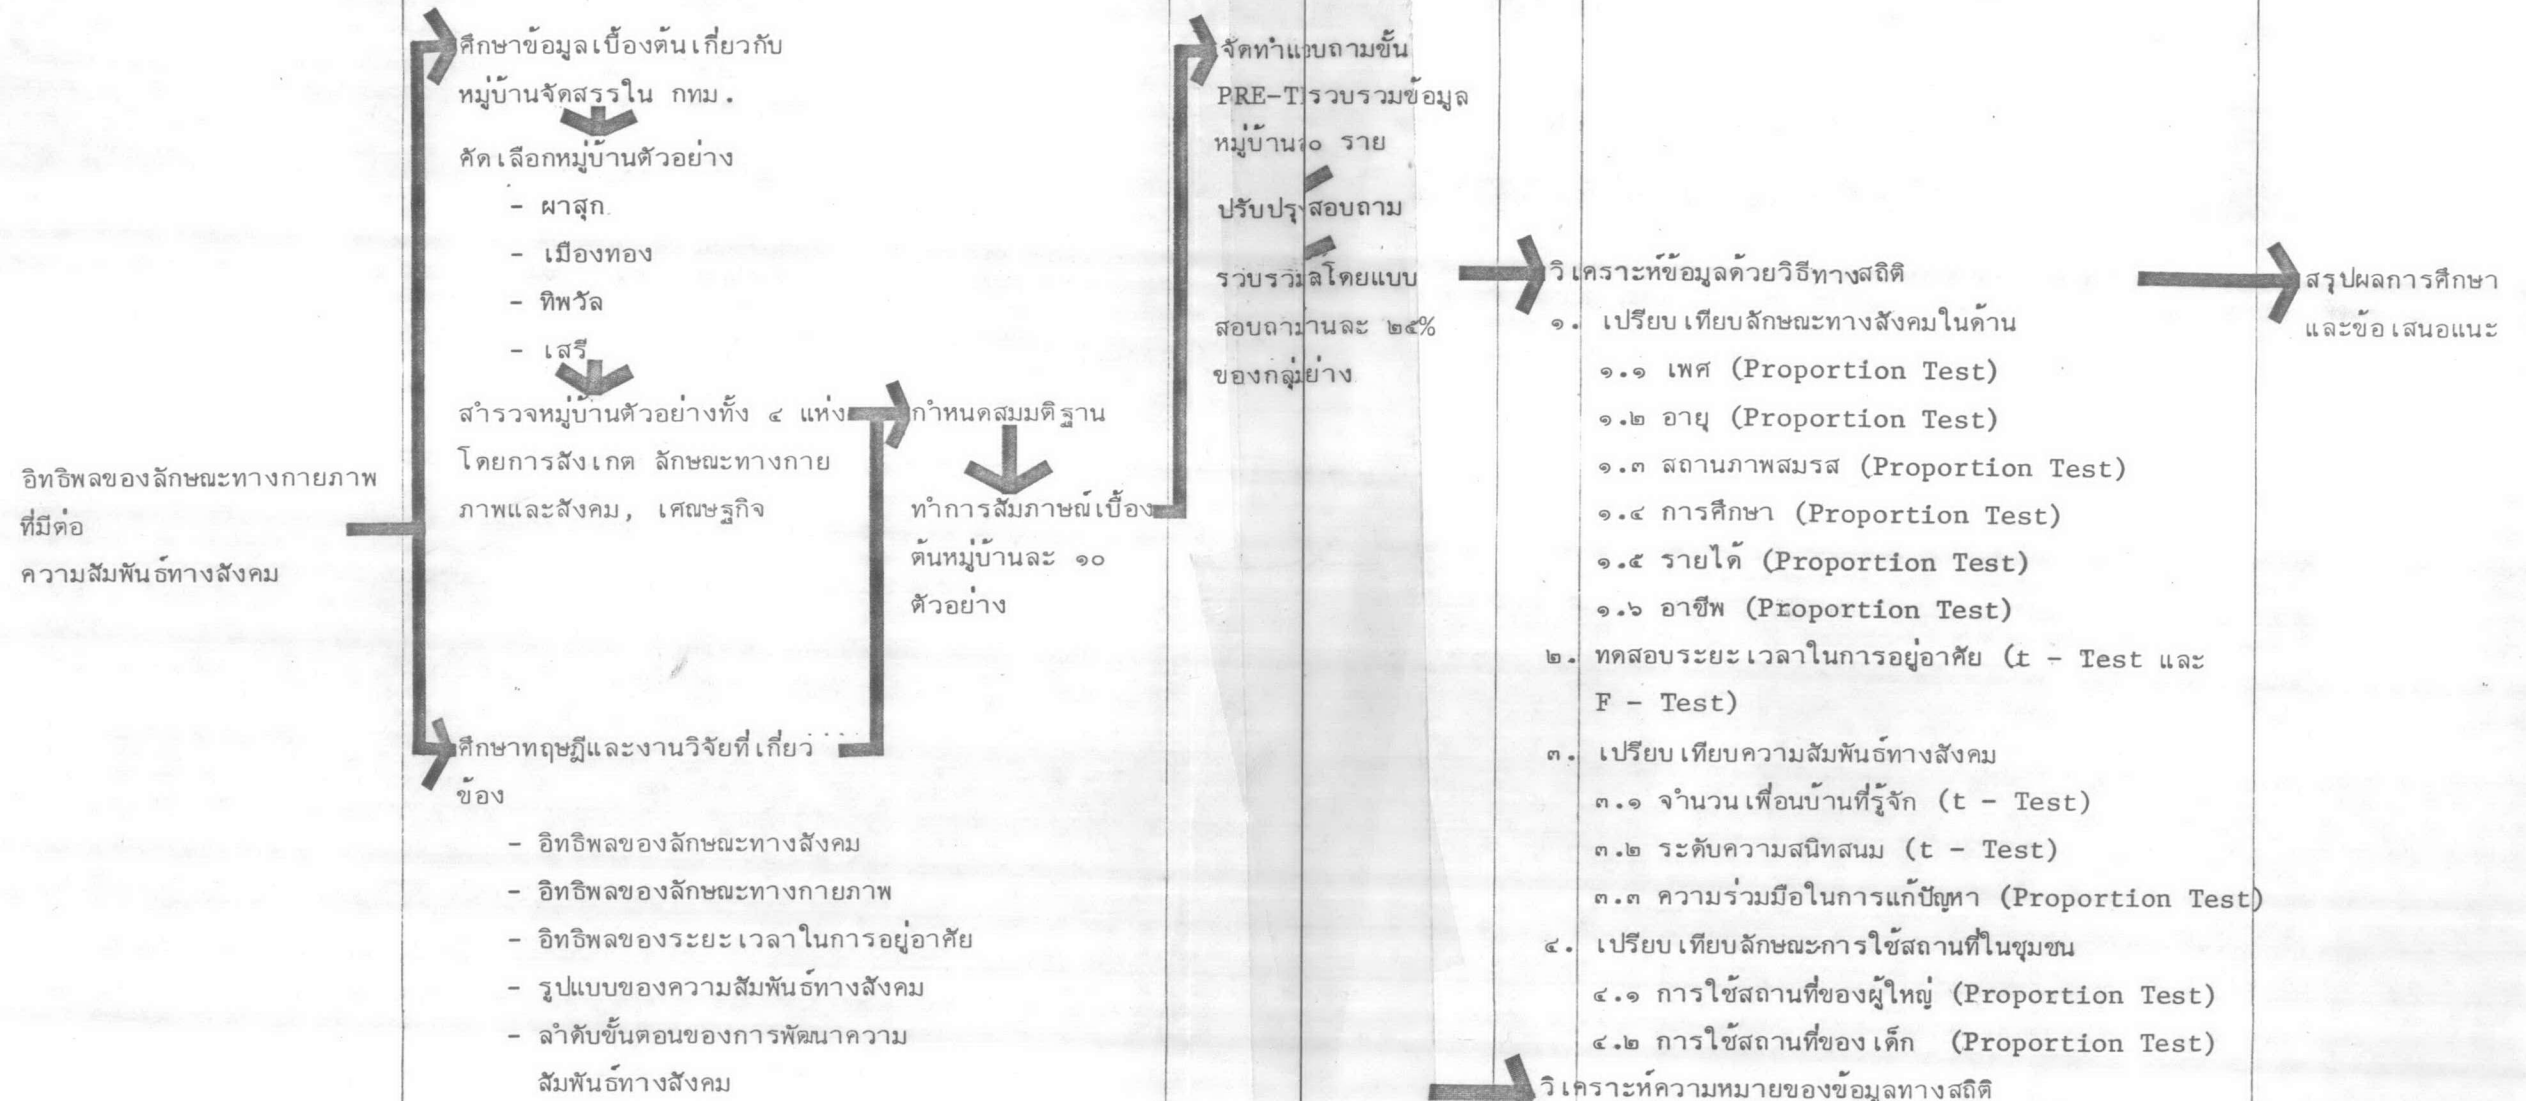 อิทธิพลของลักษณะทางกายภาพ
ที่มีต่อ
ความสัมพันธ์ทางสังคม
ศึกษาข้อมูลเบื้องต้นเกี่ยวกับ
หมู่บ้านจัดสรรใน กทม.
คัดเลือกหมู่บ้านตัวอย่าง
- ผาสุก
- เมืองทอง
- ทิพวัล
- เสรี
สำรวจหมู่บ้านตัวอย่างทั้ง ๔ แห่ง
โดยการสังเกต ลักษณะทางกาย
ภาพและสังคม, เศณษฐกิจ
ศึกษาทฤษฎีและงานวิจัยที่เกี่ยว
ข้อง
- อิทธิพลของลักษณะทางสังคม
- อิทธิพลของลักษณะทางกายภาพ
- อิทธิพลของระยะเวลาในการอยู่อาศัย
- รูปแบบของความสัมพันธ์ทางสังคม
- ลำดับขั้นตอนของการพัฒนาความ
สัมพันธ์ทางสังคม
กำหนดสมมติฐาน
ทำการสัมภาษณ์เบื้อง
ต้นหมู่บ้านละ ๑๐
ตัวอย่าง
จัดทำแบบถามขั้น
PRE-T รวบรวมข้อมูล
หมู่บ้าน ๐ ราย
ปรับปรุ สอบถาม
รวบรวม ลโดยแบบ
สอบถา านละ ๒๕%
ของกลุ่ ย่าง
วิเคราะห์ข้อมูลด้วยวิธีทางสถิติ
๑. เปรียบเทียบลักษณะทางสังคมในด้าน
๑.๑ เพศ (Proportion Test)
๑.๒ อายุ (Proportion Test)
๑.๓ สถานภาพสมรส (Proportion Test)
๑.๔ การศึกษา (Proportion Test)
๑.๕ รายได้ (Proportion Test)
๑.๖ อาชีพ (Proportion Test)
๒. ทดสอบระยะเวลาในการอยู่อาศัย (t - Test และ
F - Test)
๓. เปรียบเทียบความสัมพันธ์ทางสังคม
๓.๑ จำนวนเพื่อนบ้านที่รู้จัก (t - Test)
๓.๒ ระดับความสนิทสนม (t - Test)
๓.๓ ความร่วมมือในการแก้ปัญหา (Proportion Test)
๔. เปรียบเทียบลักษณะการใช้สถานที่ในชุมชน
๔.๑ การใช้สถานที่ของผู้ใหญ่ (Proportion Test)
๔.๒ การใช้สถานที่ของเด็ก (Proportion Test)
วิเคราะห์ความหมายของข้อมูลทางสถิติ
สรุปผลการศึกษา
และข้อเสนอแนะ